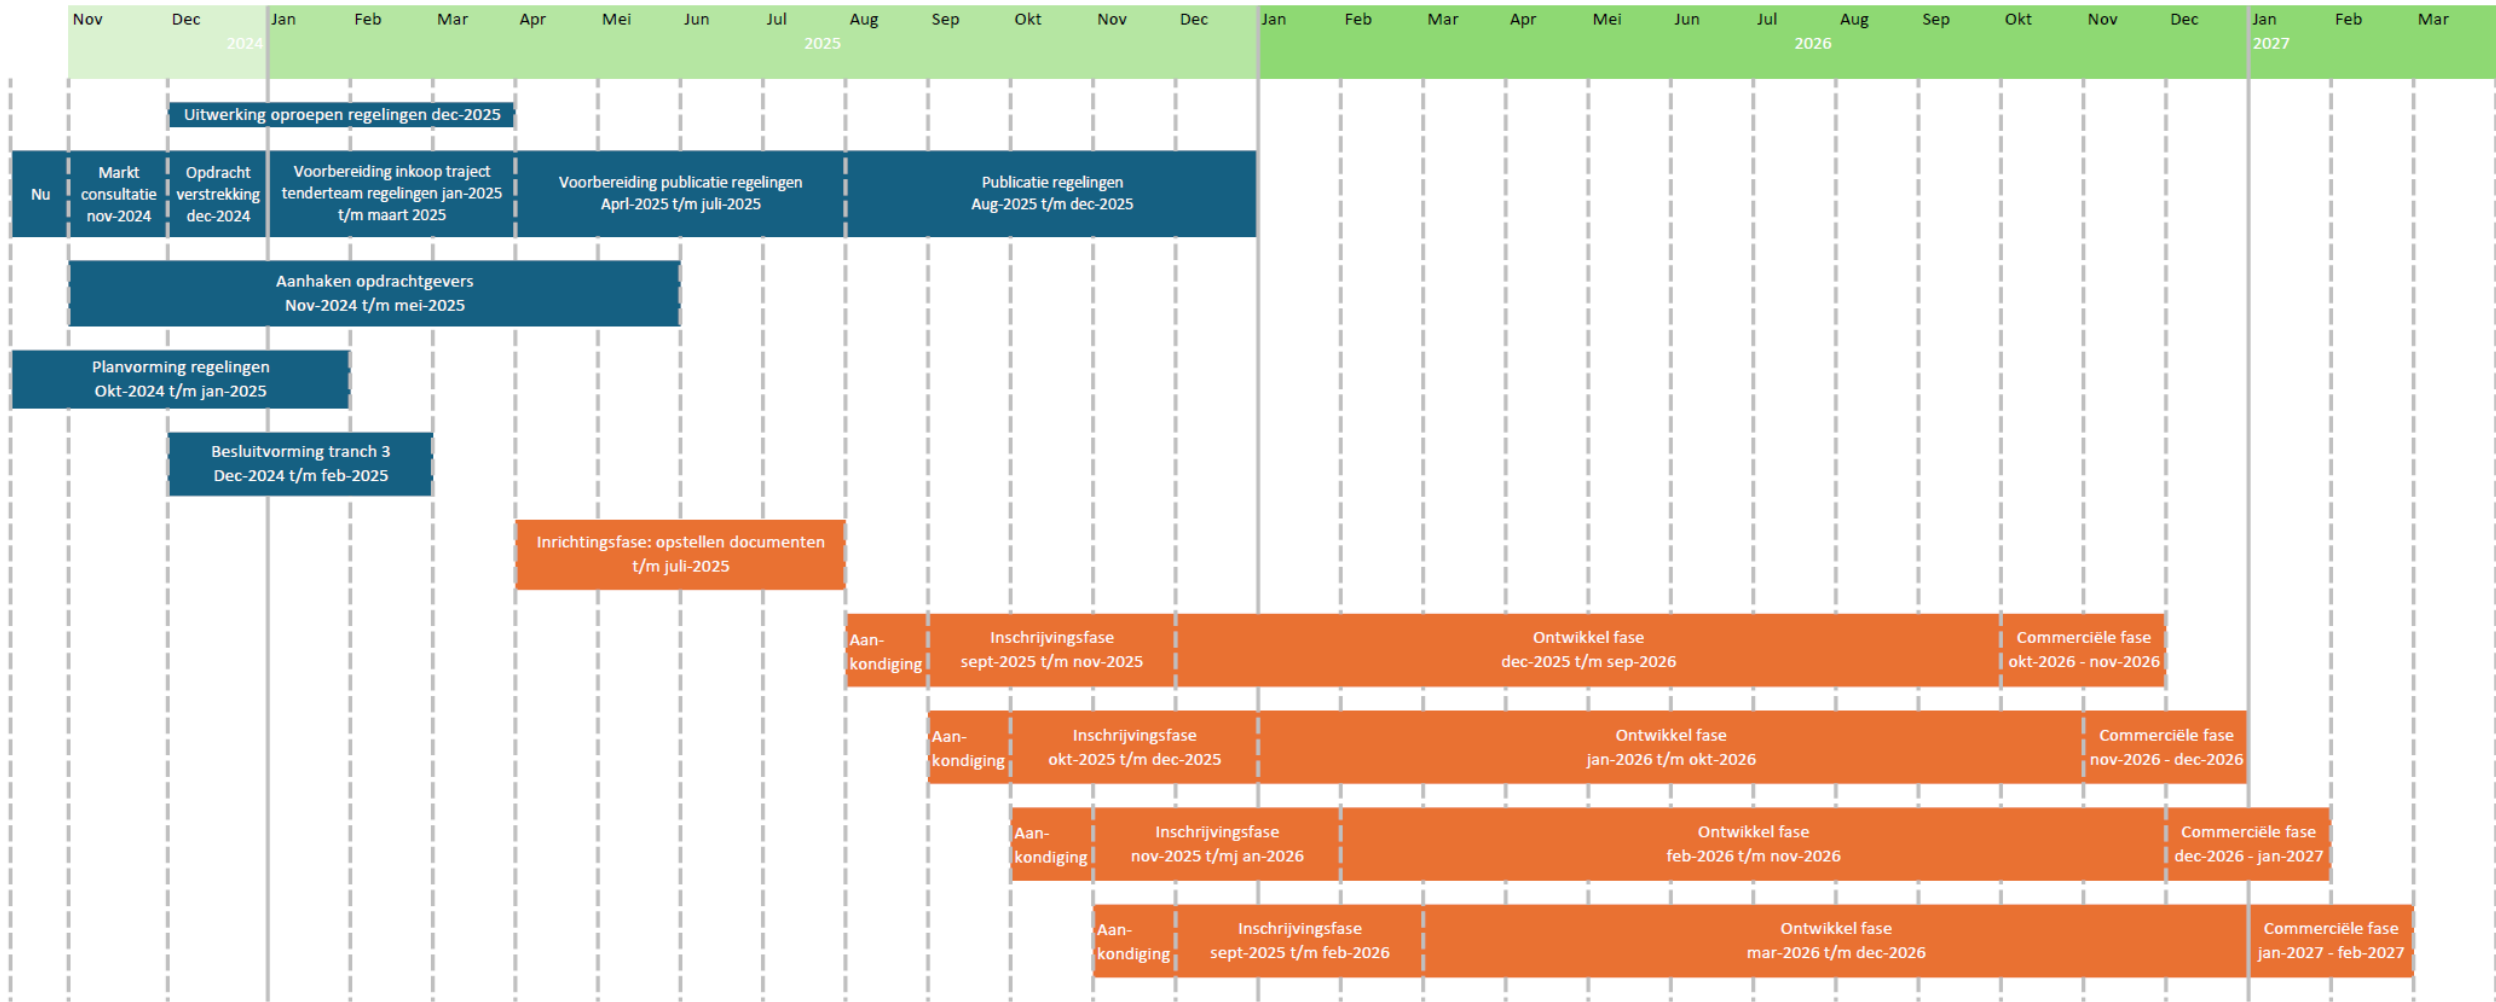 Nov Dec Jan Feb Mar Apr Mei Jun Jul Aug Sep Okt Nov Dec Jan Feb Mar Apr Mei Jun Jul Aug Sep Okt Nov Dec Jan Feb Mar
2024 2025 2026 2027
Uitwerking oproepen regelingen dec-2025
Nu
Markt
consultatie
nov-2024
Opdracht
verstrekking
dec-2024
Voorbereiding inkoop traject
tenderteam regelingen jan-2025
t/m maart 2025
Voorbereiding publicatie regelingen
Aprl-2025 t/m juli-2025
Publicatie regelingen
Aug-2025 t/m dec-2025
Aanhaken opdrachtgevers
Nov-2024 t/m mei-2025
Planvorming regelingen
Okt-2024 t/m jan-2025
Besluitvorming tranch 3
Dec-2024 t/m feb-2025
Inrichtingsfase: opstellen documenten
t/m juli-2025
Aan-
kondiging
Inschrijvingsfase
sept-2025 t/m nov-2025
Ontwikkel fase
dec-2025 t/m sep-2026
Commerciële fase
okt-2026 - nov-2026
Aan-
kondiging
Inschrijvingsfase
okt-2025 t/m dec-2025
Ontwikkel fase
jan-2026 t/m okt-2026
Commerciële fase
nov-2026 - dec-2026
Aan-
kondiging
Inschrijvingsfase
nov-2025 t/mj an-2026
Ontwikkel fase
feb-2026 t/m nov-2026
Commerciële fase
dec-2026 - jan-2027
Aan-
kondiging
Inschrijvingsfase
sept-2025 t/m feb-2026
Ontwikkel fase
mar-2026 t/m dec-2026
Commerciële fase
jan-2027 - feb-2027